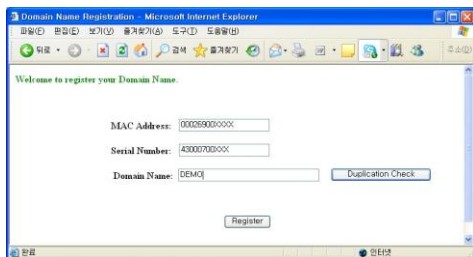 Domain Name Registration - Microsoft Internet Explorer
파일(F) 편집(E) 보기(V) 즐겨찾기(A) 도구(T) 도움말(H)
뒤로 검색 즐겨찾기 주소(D)
Welcome to register your Domain Name.
MAC Address: 00026900XXXX
Serial Number: 43000700XXX
Domain Name: DEMO Duplication Check
Register
완료 인터넷